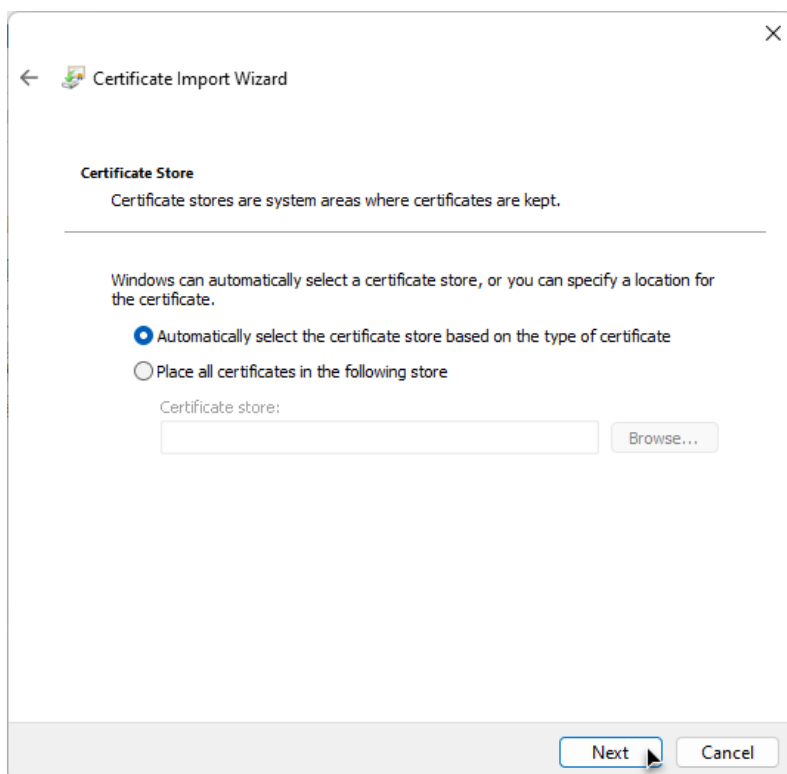 Certificate Import Wizard
Certificate Store
Certificate stores are system areas where certificates are kept.
Windows can automatically select a certificate store, or you can specify a location for
the certificate.
Automatically select the certificate store based on the type of certificate
Place all certificates in the following store
Certificate store:
Browse...
Next
Cancel